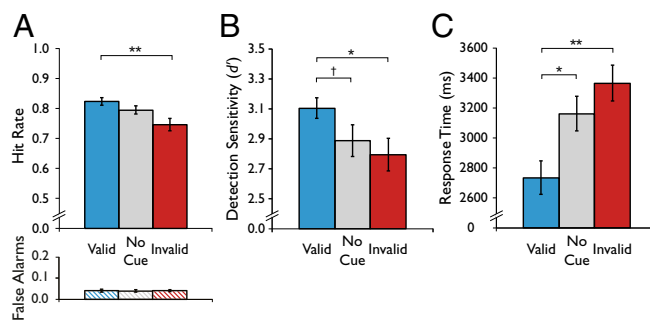 A
Hit Rate
1.0
0.9
0.8
0.7
0.6
0.5
0.0
**
Valid
No Cue
Invalid
False Alarms
0.2
0.1
0.0
B
Detection Sensitivity (d′)
3.5
3.3
3.1
2.9
2.7
2.5
0.0
*
†
Valid
No Cue
Invalid
C
Response Time (ms)
3600
3400
3200
3000
2800
2600
0
**
*
Valid
No Cue
Invalid